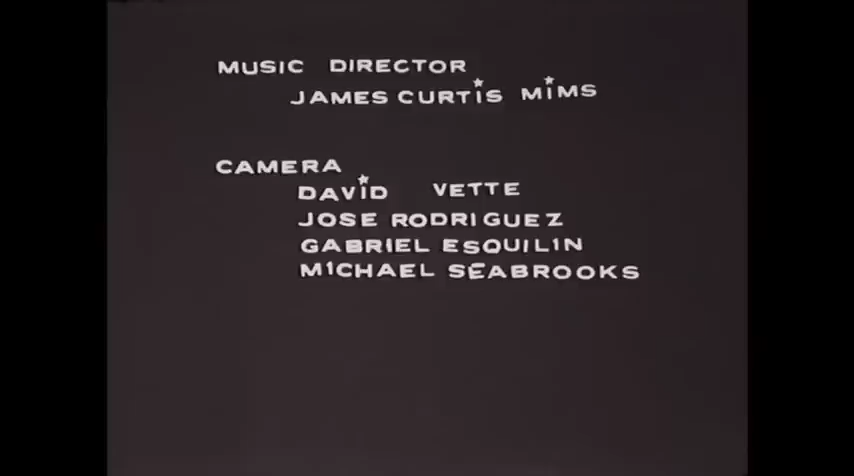 MUSIC DIRECTOR
JAMES CURTIS MIMS
CAMERA
DAVID VETTE
JOSE RODRIGUEZ
GABRIEL ESQUILIN
MICHAEL SEABROOKS